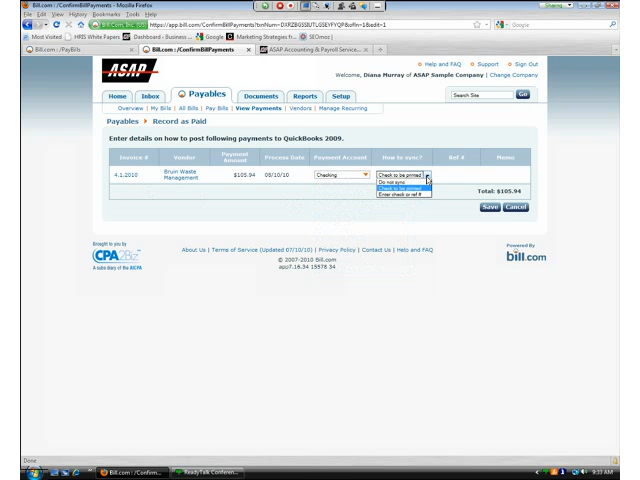 Bill.com : /ConfirmBillPayments - Mozilla Firefox
File Edit View History Bookmarks Tools Help
https://app.bill.com/ConfirmBillPayments?
Google
Most Visited HRIS White Papers Dashboard : Business ... Google Marketing Strategies fr... SEOmoz |
Bill.com : /PayBills
Bill.com : /ConfirmBillPayments
ASAP Accounting & Payroll Service...
ASAP
Help and FAQ Support Sign Out
Welcome, Diana Murray of ASAP Sample Company | Change Company
Home Inbox Payables Documents Reports Setup
Search Site Go
Overview | My Bills | All Bills | Pay Bills | View Payments | Vendors | Manage Recurring
Payables Record as Paid
Enter details on how to post following payments to QuickBooks 2009.
Invoice # Vendor Payment Amount Process Date Payment Account How to sync? Ref # Memo
4.1.2010 Bruin Waste Management $105.94 08/10/10 Checking Check to be printed
Do not sync
Check to be printed
Enter check or ref #
Total: $105.94
Save Cancel
Brought to you by
CPA2Biz
A subsidiary of the AICPA
About Us | Terms of Service (Updated 07/10/10) | Privacy Policy | Contact Us | Help and FAQ
© 2007-2010 Bill.com
app7.16.34 15578 34
Powered By
bill.com
Done
Bill.com : /Confirm...
ReadyTalk Conferen...
9:33 AM